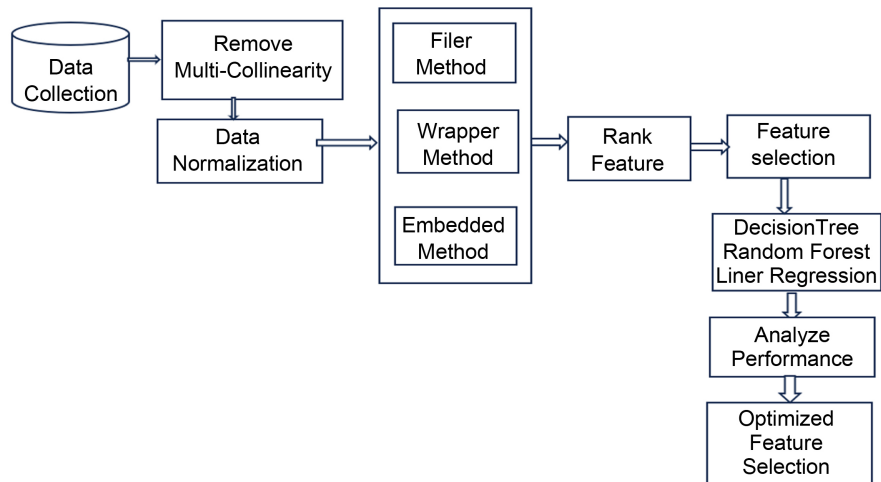 Data
Collection
Remove
Multi-Collinearity
Data
Normalization
Filer
Method
Wrapper
Method
Embedded
Method
Rank
Feature
Feature
selection
DecisionTree
Random Forest
Liner Regression
Analyze
Performance
Optimized
Feature
Selection